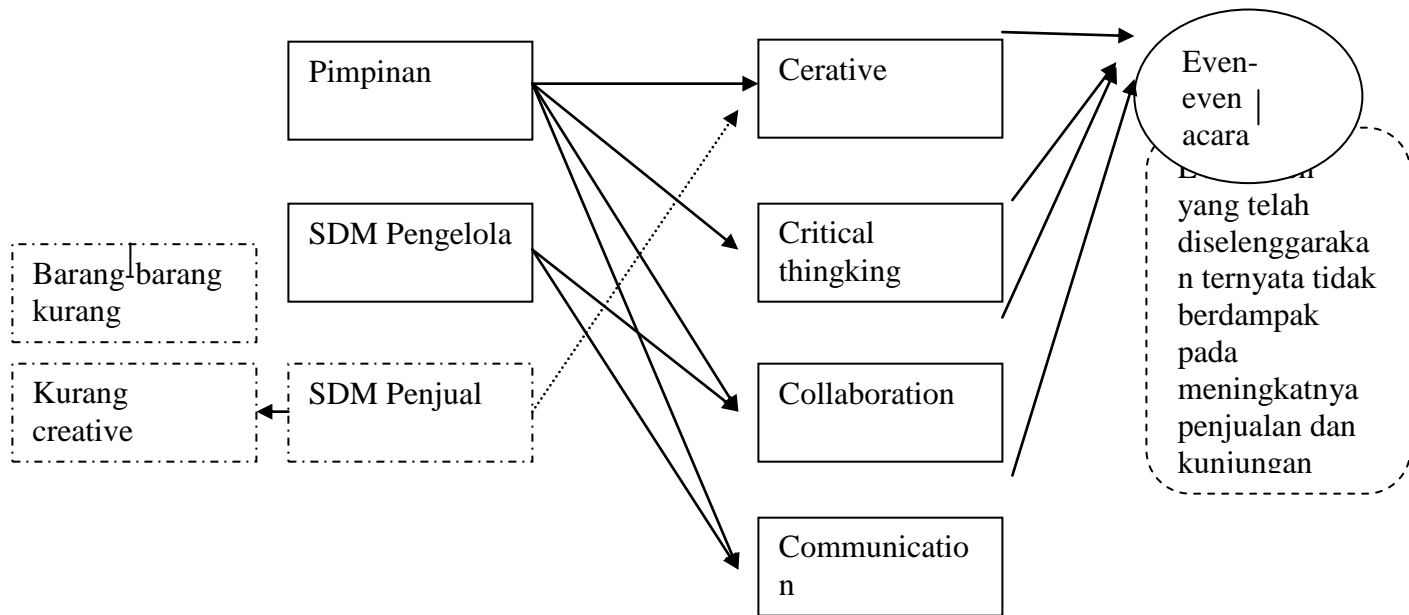 Pimpinan
SDM Pengelola
Barang-barang
kurang
Kurang
creative
SDM Penjual
Cerative
Critical
thingking
Collaboration
Communicatio
n
Even-
even
acara
yang telah
diselenggaraka
n ternyata tidak
berdampak
pada
meningkatnya
penjualan dan
kunjungan